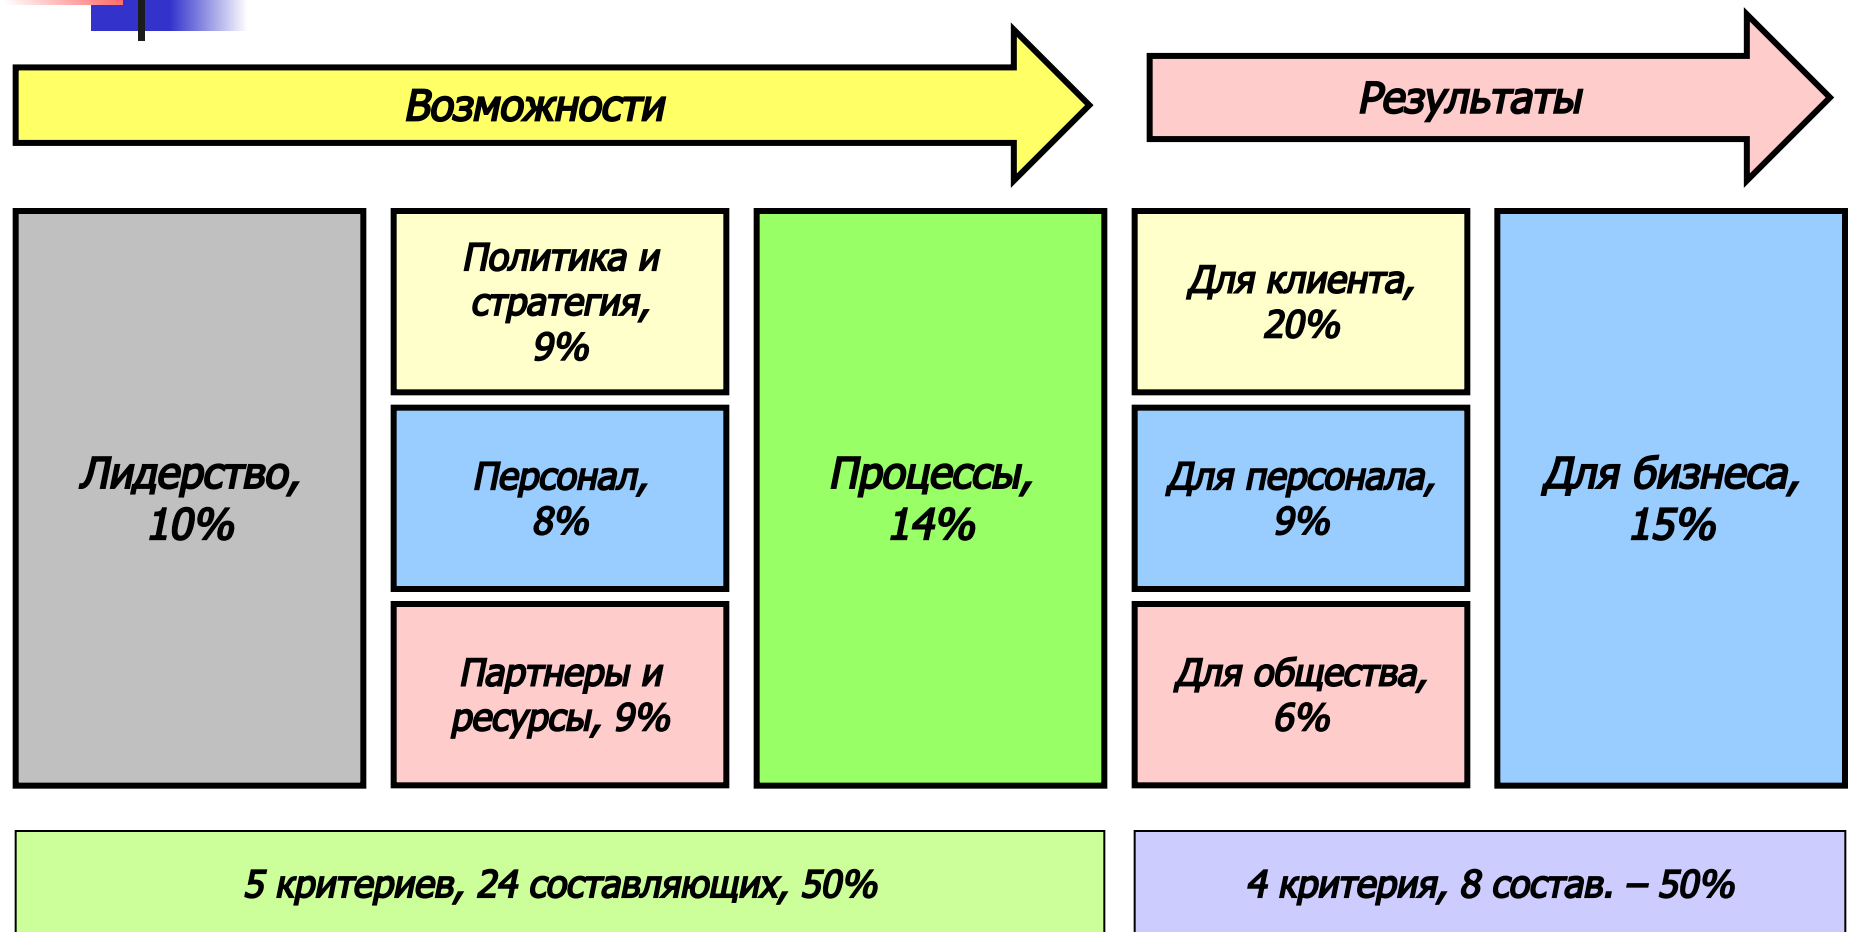 Возможности
Результаты
Лидерство,
10%
Политика и
стратегия,
9%
Персонал,
8%
Партнеры и
ресурсы, 9%
Процессы,
14%
Для клиента,
20%
Для персонала,
9%
Для общества,
6%
Для бизнеса,
15%
5 критериев, 24 составляющих, 50%
4 критерия, 8 состав. – 50%